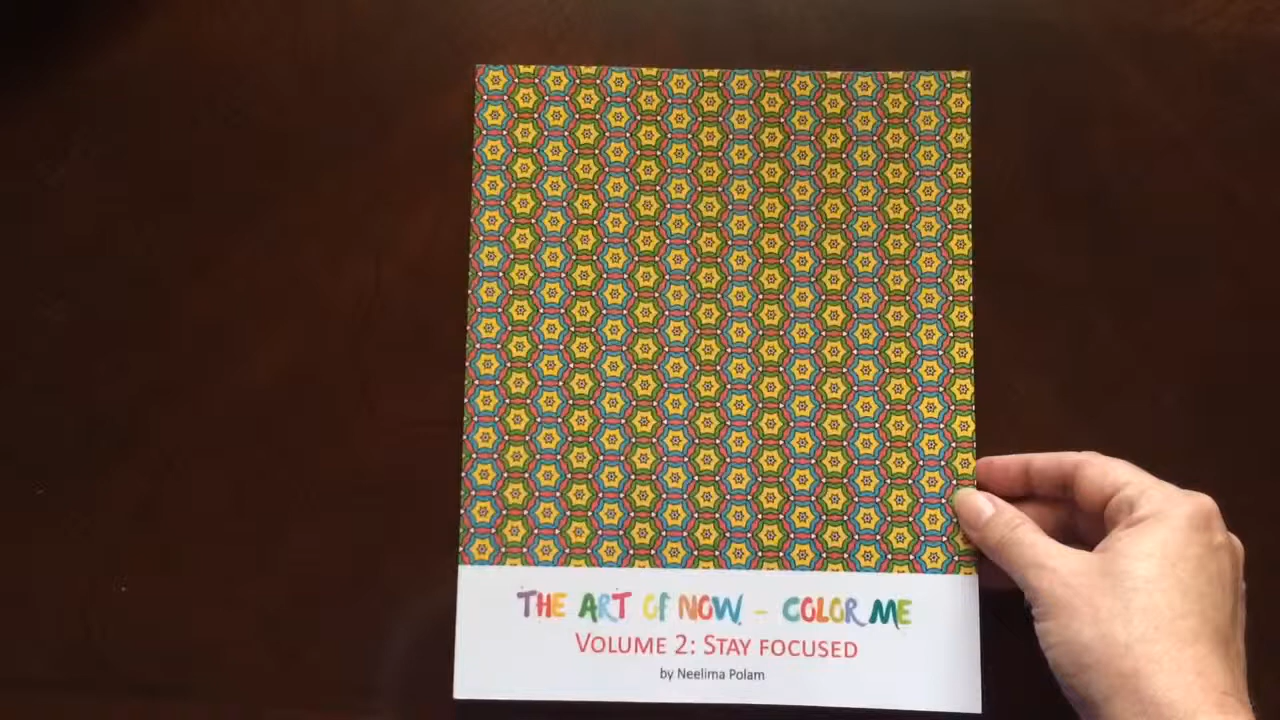 THE ART OF NOW - COLOR ME
VOLUME 2: STAY FOCUSED
by Neelima Polam